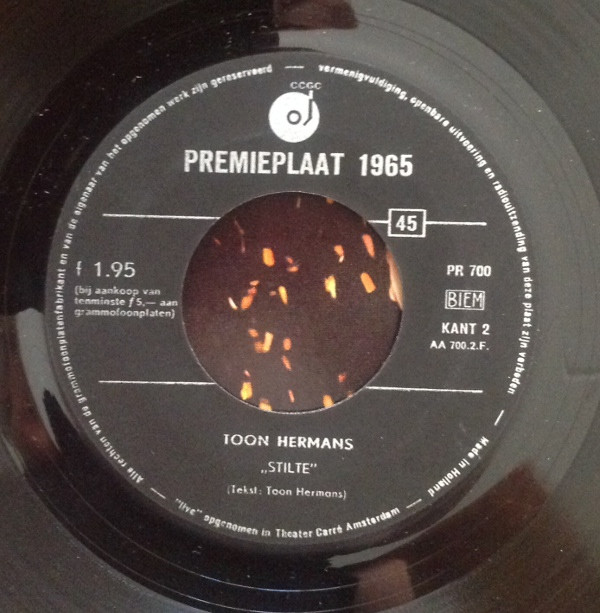 Alle rechten van de grammofoonplatenfabrikant en van de eigenaar van het opgenomen werk zijn gereserveerd — vermenigvuldiging, openbare uitvoering en radiouitzending van deze plaat zijn verboden — Made in Holland
CCGC
PREMIEPLAAT 1965
45
f 1.95
(bij aankoop van
tenminste f 5,— aan
grammofoonplaten)
PR 700
BIEM
KANT 2
AA 700.2.F.
TOON HERMANS
„STILTE”
(Tekst: Toon Hermans)
— "live" opgenomen in Theater Carré Amsterdam —